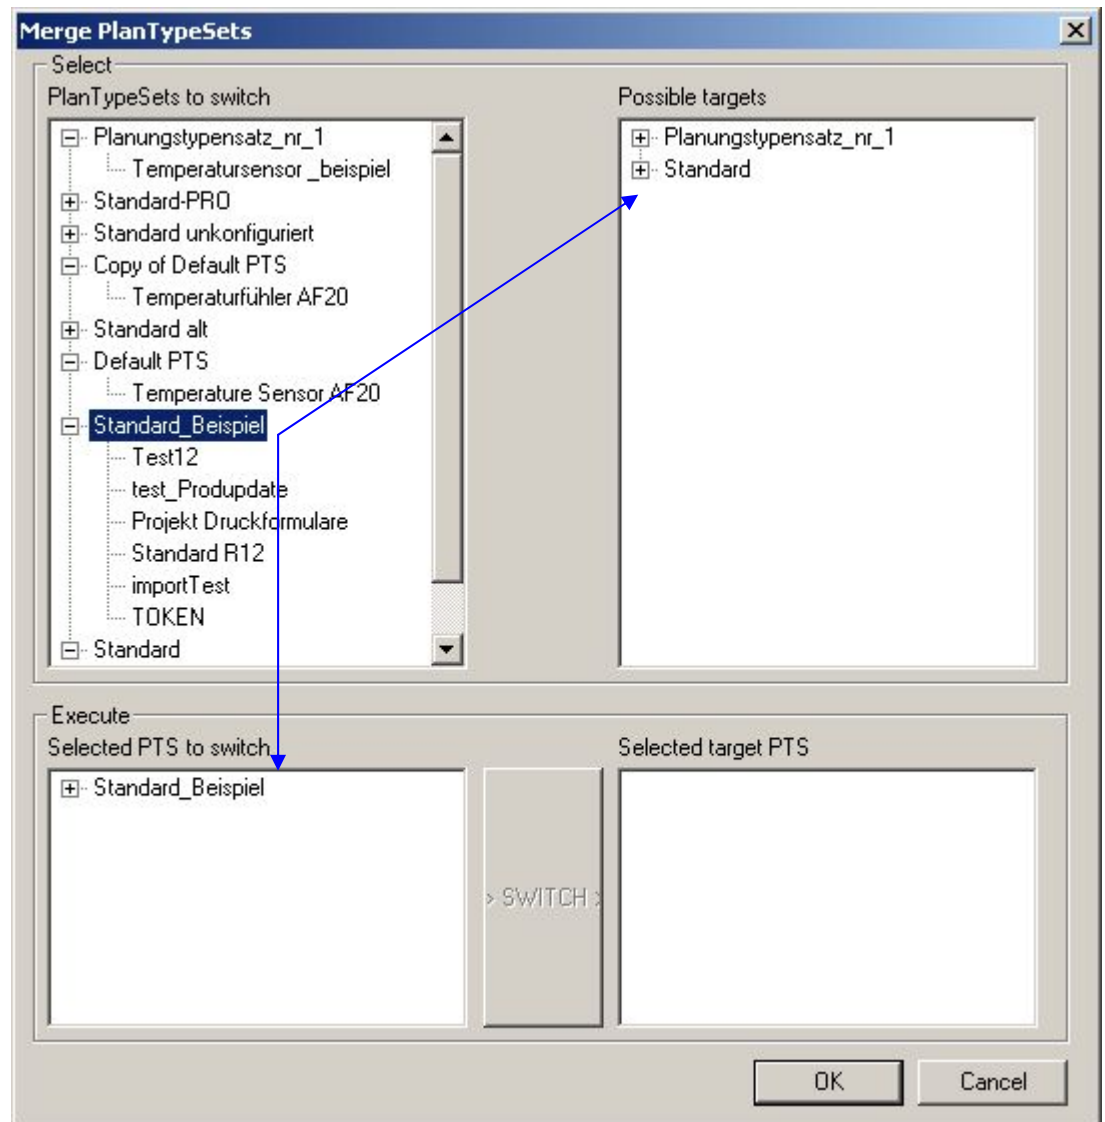 Merge PlanTypeSets
Select
PlanTypeSets to switch
Possible targets
Planungstypensatz_nr_1
Temperatursensor _beispiel
Standard-PRO
Standard unkonfiguriert
Copy of Default PTS
Temperaturfühler AF20
Standard alt
Default PTS
Temperature Sensor AF20
Standard_Beispiel
Test12
test_Produpdate
Projekt Druckformulare
Standard R12
importTest
TOKEN
Standard
Planungstypensatz_nr_1
Standard
Execute
Selected PTS to switch
Selected target PTS
Standard_Beispiel
> SWITCH >
OK
Cancel